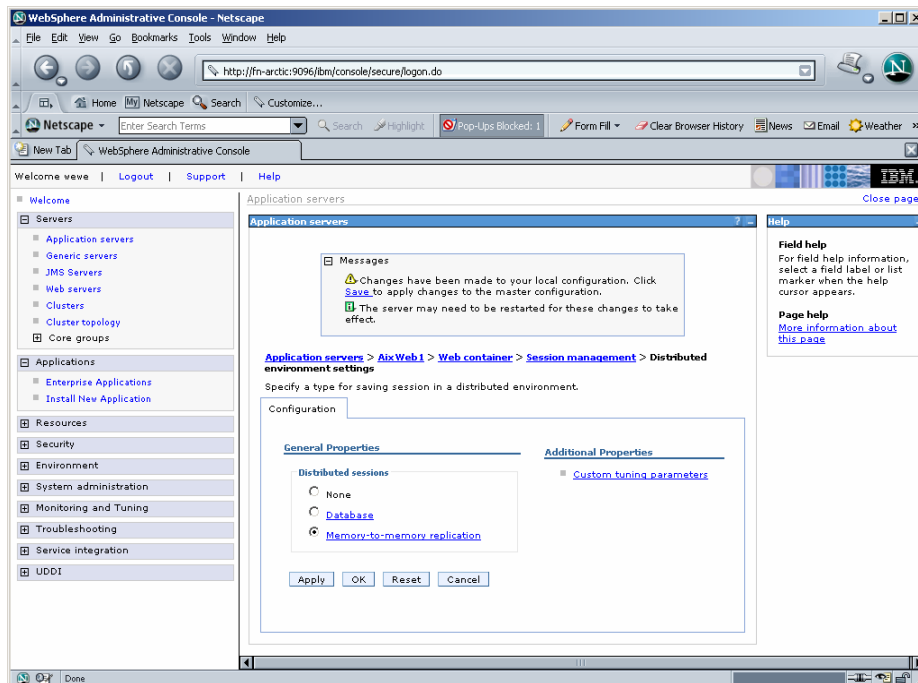 WebSphere Administrative Console - Netscape
File Edit View Go Bookmarks Tools Window Help
http://fn-arctic:9096/ibm/console/secure/logon.do
Home My Netscape Search Customize...
Netscape Enter Search Terms Search Highlight Pop-Ups Blocked: 1 Form Fill Clear Browser History News Email Weather »
New Tab WebSphere Administrative Console
Welcome wewe | Logout | Support | Help
IBM.
Welcome
Servers
Application servers
Generic servers
JMS Servers
Web servers
Clusters
Cluster topology
Core groups
Applications
Enterprise Applications
Install New Application
Resources
Security
Environment
System administration
Monitoring and Tuning
Troubleshooting
Service integration
UDDI
Application servers
Close page
Application servers ? –
Messages
Changes have been made to your local configuration. Click
Save to apply changes to the master configuration.
The server may need to be restarted for these changes to take
effect.
Application servers > AixWeb1 > Web container > Session management > Distributed
environment settings
Specify a type for saving session in a distributed environment.
Configuration
General Properties
Distributed sessions
None
Database
Memory-to-memory replication
Additional Properties
Custom tuning parameters
Apply OK Reset Cancel
Help
Field help
For field help information,
select a field label or list
marker when the help
cursor appears.
Page help
More information about
this page
Done